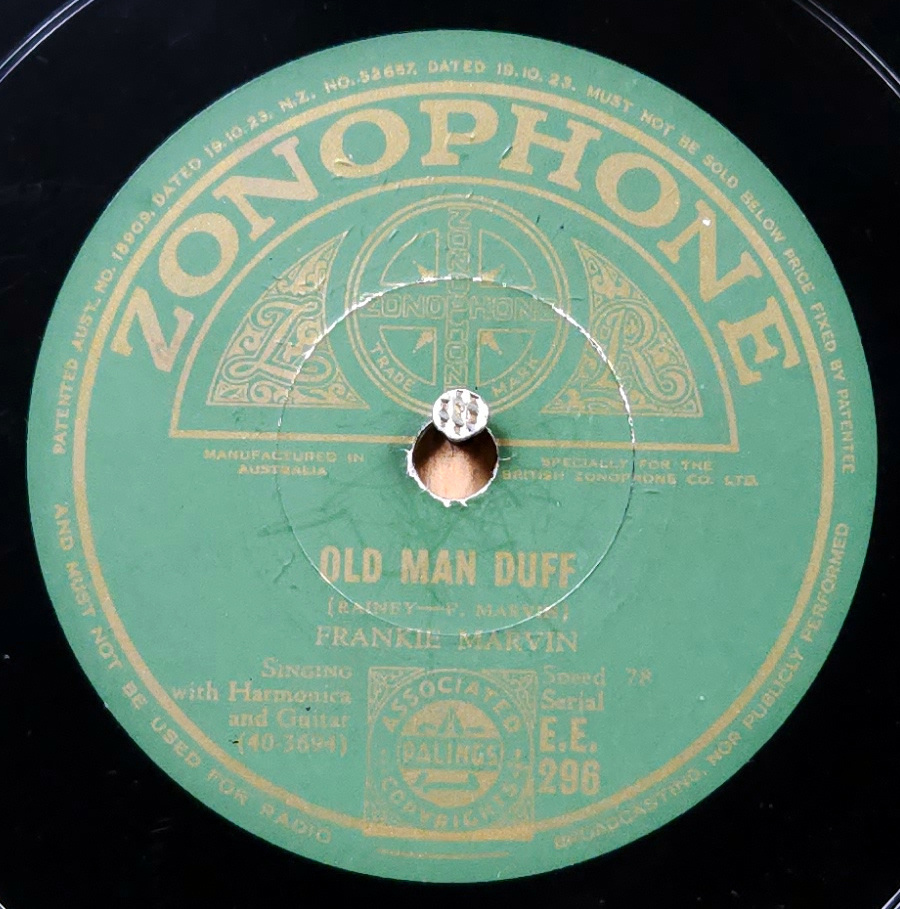 PATENTED AUST. NO. 18909, DATED 19.10.23, N.Z. NO. 52657, DATED 19.10.23. MUST NOT BE SOLD BELOW PRICE FIXED BY PATENTEE
ZONOPHONE
ZONOPHONE
ZONOPHONE
TRADE MARK
MANUFACTURED IN
AUSTRALIA
SPECIALLY FOR THE
BRITISH ZONOPHONE CO. LTD.
OLD MAN DUFF
(RAINEY—F. MARVIN)
FRANKIE MARVIN
SINGING
with Harmonica
and Guitar
(40-3694)
ASSOCIATED
PALINGS
COPYRIGHTS
Speed 78
Serial
E.E.
296
AND MUST NOT BE USED FOR RADIO BROADCASTING, NOR PUBLICLY PERFORMED